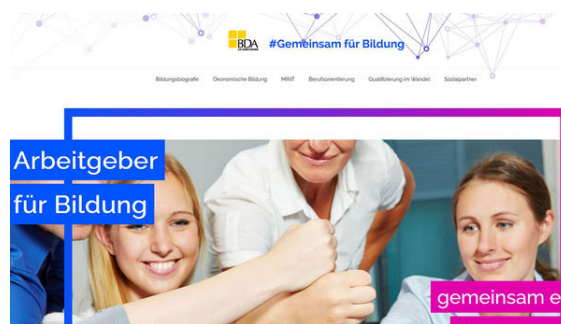 BDA
#Gemeinsam für Bildung
Bildungsbiografie Ökonomische Bildung MINT Berufsorientierung Qualifizierung im Wandel Sozialpartner
Arbeitgeber
für Bildung
gemeinsam e